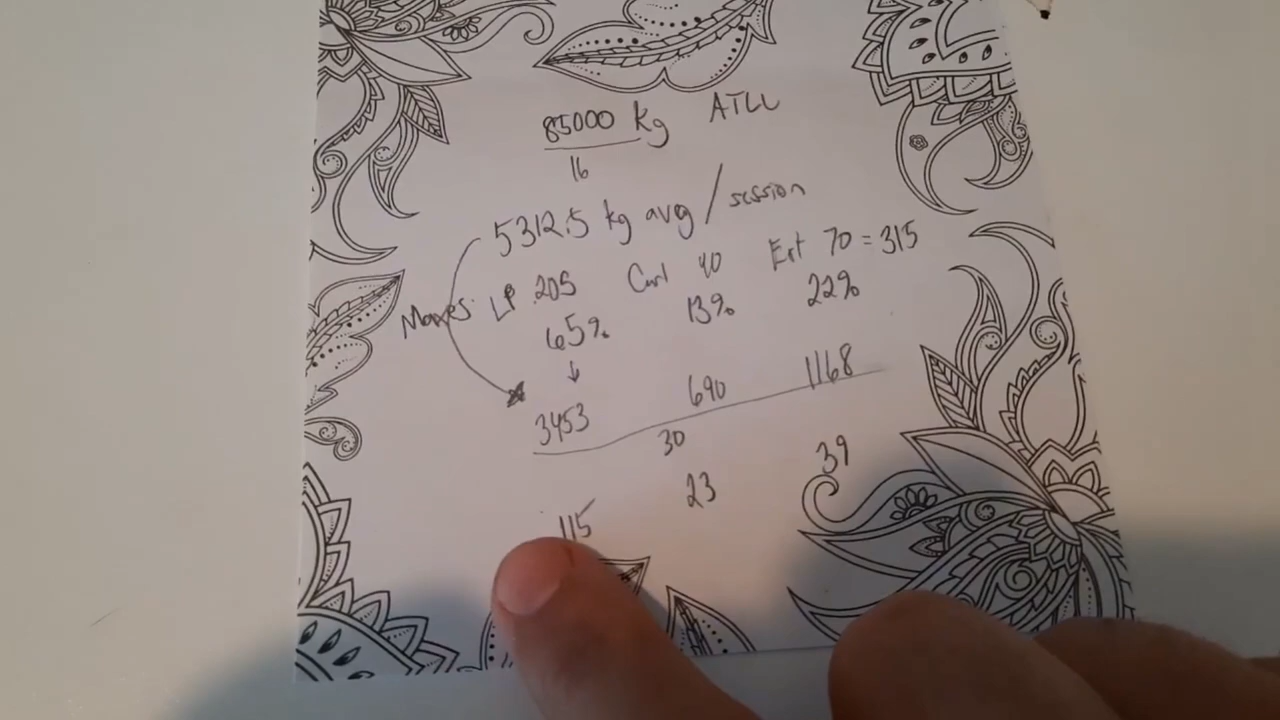 85000 kg ATLL
16
5312.5 kg avg / session
Maxes: LP 205 Curl 40 Ext 70 = 315
65% 13% 22%
3453 690 1168
30
115 23 39